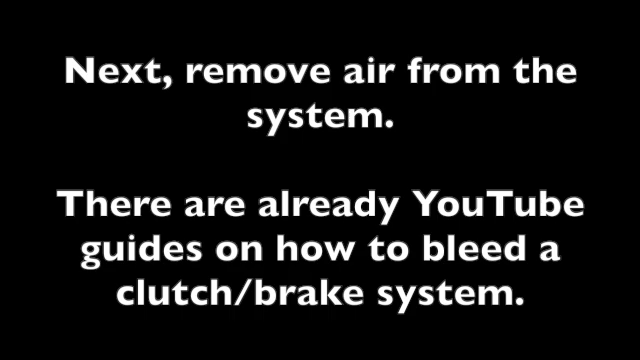 Next, remove air from the
system.
There are already YouTube
guides on how to bleed a
clutch/brake system.